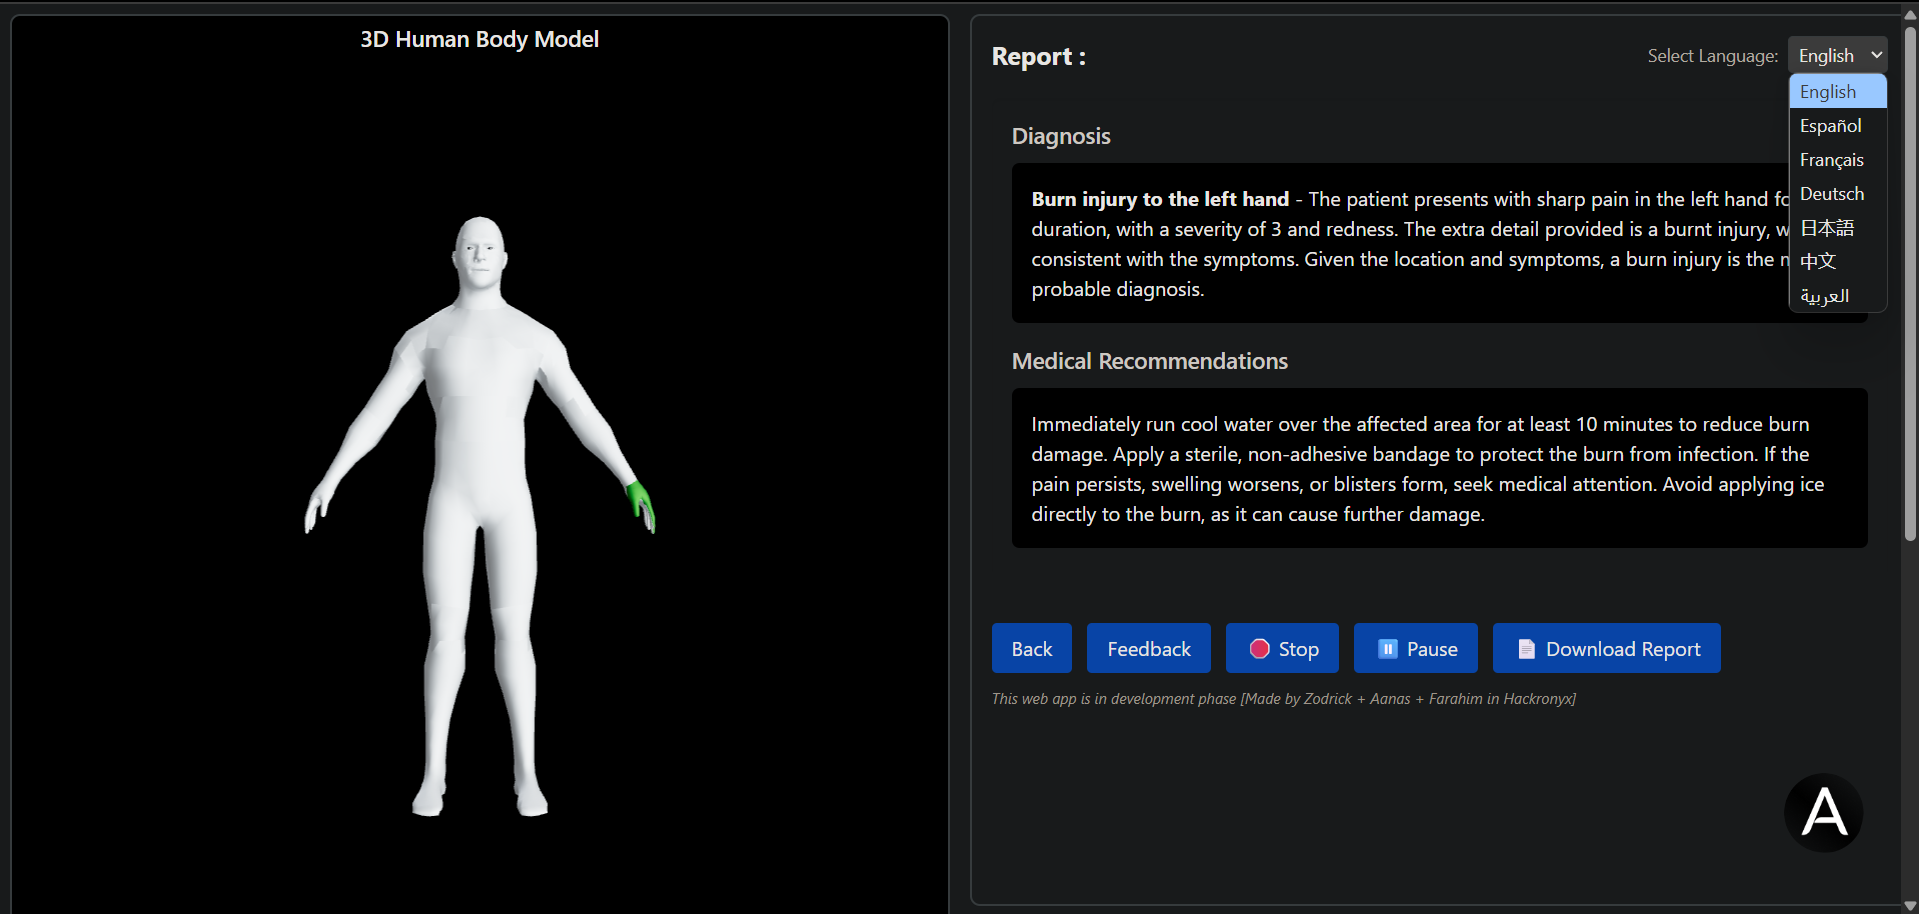 3D Human Body Model
Report :
Select Language:
English
English
Español
Français
Deutsch
日本語
中文
العربية
Diagnosis
Burn injury to the left hand - The patient presents with sharp pain in the left hand
duration, with a severity of 3 and redness. The extra detail provided is a burnt injury,
consistent with the symptoms. Given the location and symptoms, a burn injury is the
probable diagnosis.
Medical Recommendations
Immediately run cool water over the affected area for at least 10 minutes to reduce burn
damage. Apply a sterile, non-adhesive bandage to protect the burn from infection. If the
pain persists, swelling worsens, or blisters form, seek medical attention. Avoid applying ice
directly to the burn, as it can cause further damage.
Back
Feedback
Stop
Pause
Download Report
This web app is in development phase [Made by Zodrick + Aanas + Farahim in Hackronyx]
A